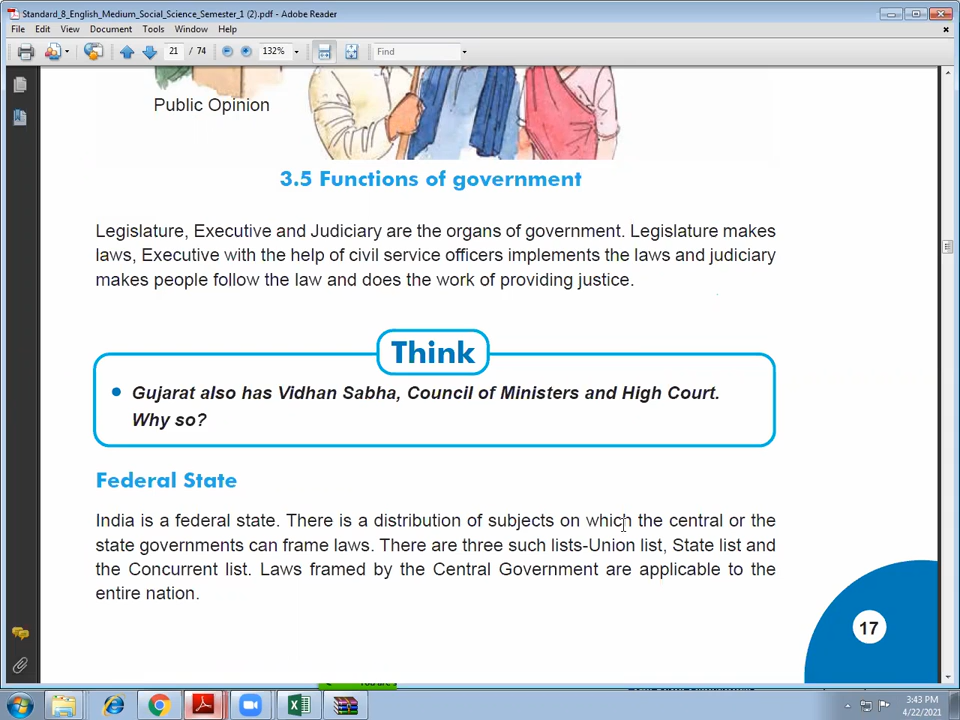 Standard_8_English_Medium_Social_Science_Semester_1 (2).pdf - Adobe Reader
File Edit View Document Tools Window Help
21 / 74 132% Find
Public Opinion
3.5 Functions of government
Legislature, Executive and Judiciary are the organs of government. Legislature makes
laws, Executive with the help of civil service officers implements the laws and judiciary
makes people follow the law and does the work of providing justice.
Think
• Gujarat also has Vidhan Sabha, Council of Ministers and High Court.
Why so?
Federal State
India is a federal state. There is a distribution of subjects on which the central or the
state governments can frame laws. There are three such lists-Union list, State list and
the Concurrent list. Laws framed by the Central Government are applicable to the
entire nation.
17
You are
3:43 PM
4/22/2021